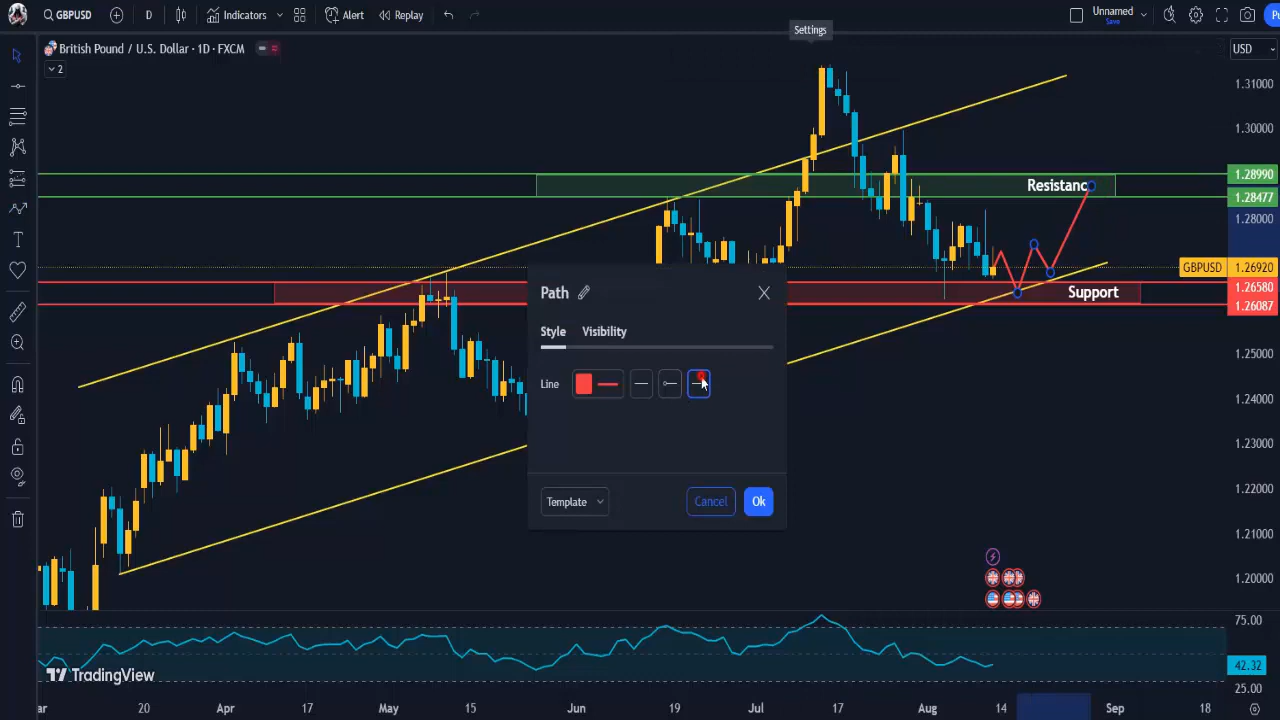 GBPUSD
D
Indicators
Alert
Replay
Unnamed
Save
Settings
British Pound / U.S. Dollar · 1D · FXCM
USD
2
1.31000
1.30000
1.28990
Resistanc
1.28477
1.28000
GBPUSD 1.26920
1.26580
Support
1.26087
Path
Style
Visibility
1.25000
Line
1.24000
1.23000
Template
Cancel
Ok
1.22000
1.21000
1.20000
75.00
42.32
TradingView
25.00
ar
20
Apr
17
May
15
Jun
19
Jul
17
Aug
14
Sep
18